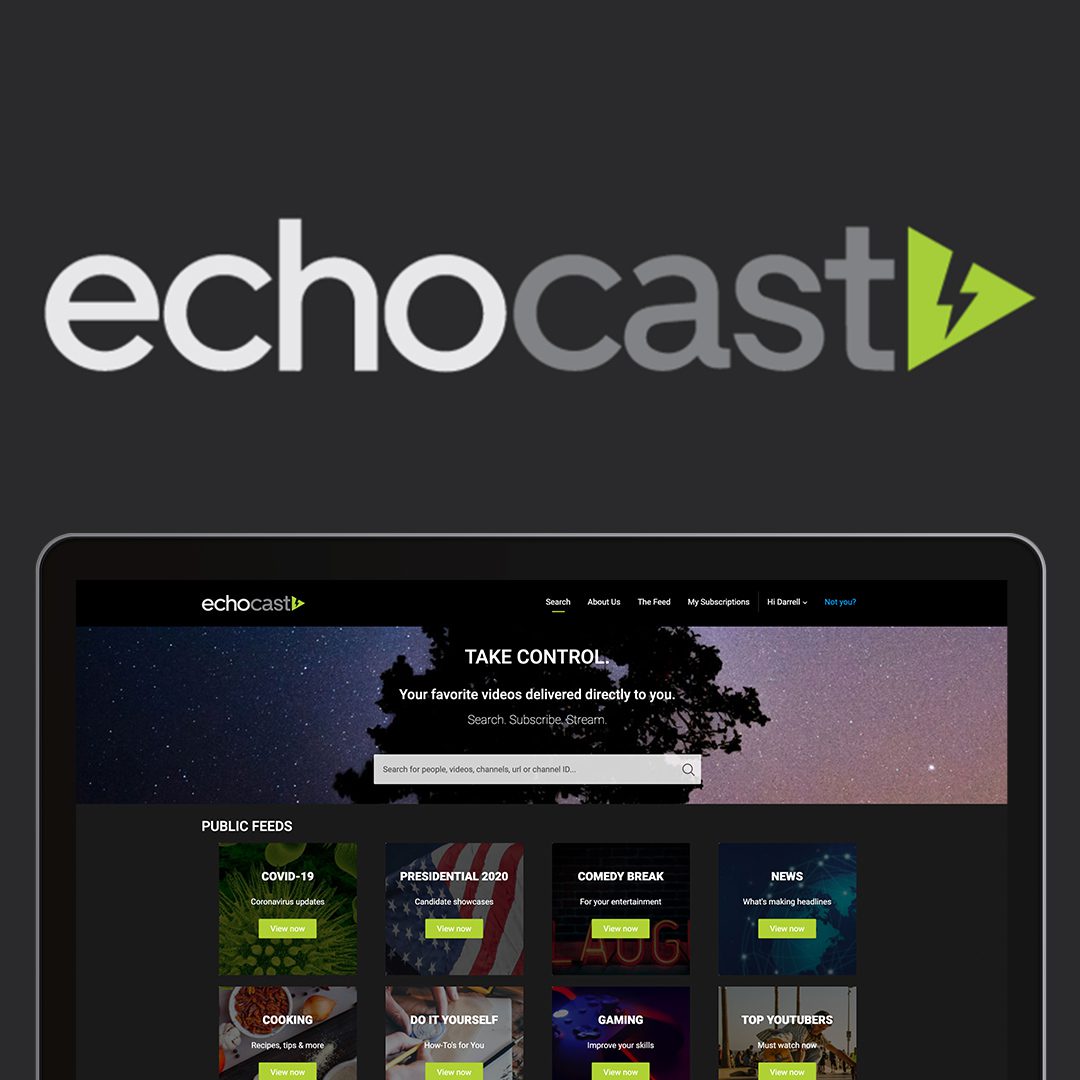 echocast
echocast
Search About Us The Feed My Subscriptions Hi Darrell Not you?
TAKE CONTROL.
Your favorite videos delivered directly to you.
Search. Subscribe. Stream.
Search for people, videos, channels, url or channel ID...
PUBLIC FEEDS
COVID-19
Coronavirus updates
View now
PRESIDENTIAL 2020
Candidate showcases
View now
COMEDY BREAK
For your entertainment
View now
LAUG
NEWS
What's making headlines
View now
COOKING
Recipes, tips & more
View now
DO IT YOURSELF
How-To's for You
View now
GAMING
Improve your skills
View now
TOP YOUTUBERS
Must watch now
View now